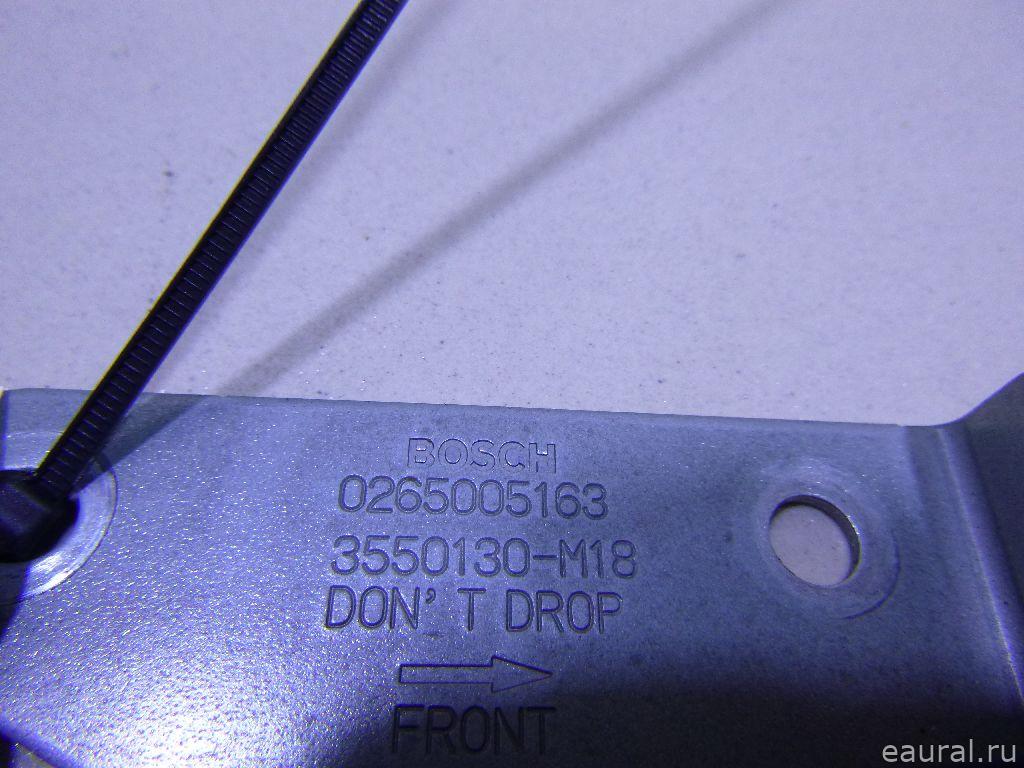 BOSCH
0265005163
3550130-M18
DON'T DROP
FRONT
eaural.ru